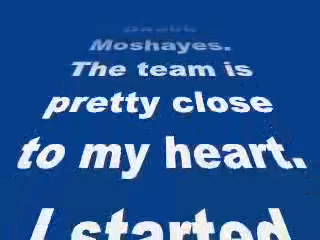 Moshayes.
The team is
pretty close
to my heart.
I started